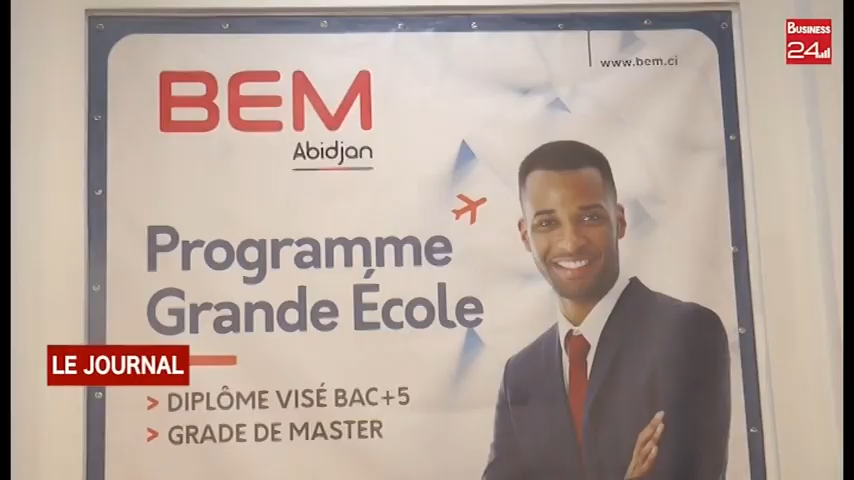 BUSINESS
24
www.bem.ci
BEM
Abidjan
Programme
Grande École
LE JOURNAL
> DIPLÔME VISÉ BAC+5
> GRADE DE MASTER